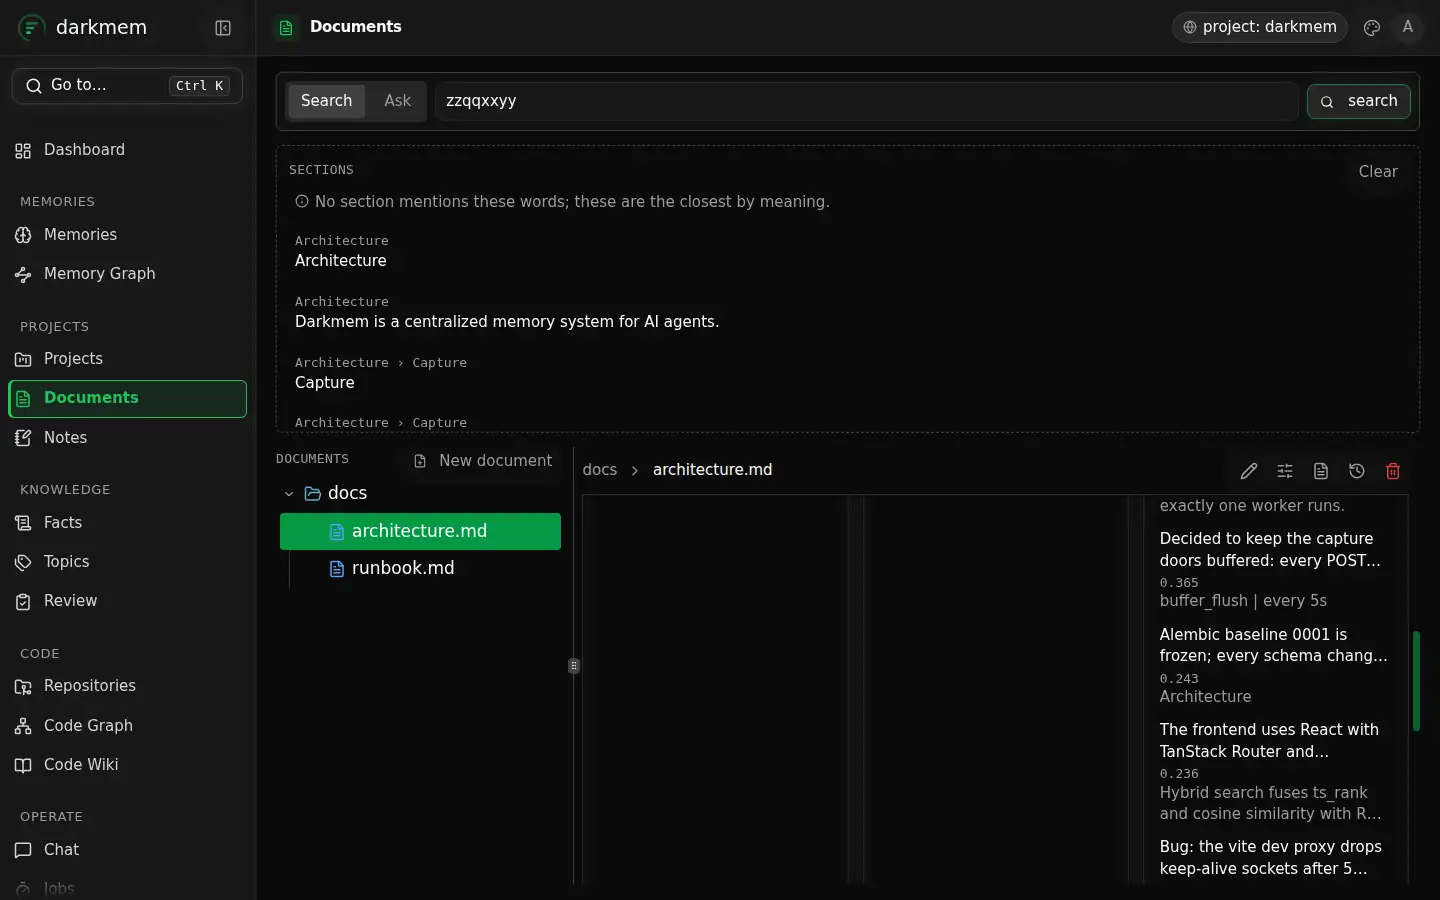 darkmem
Go to...
Ctrl K
Dashboard
MEMORIES
Memories
Memory Graph
PROJECTS
Projects
Documents
Notes
KNOWLEDGE
Facts
Topics
Review
CODE
Repositories
Code Graph
Code Wiki
OPERATE
Chat
Jobs
Documents
project: darkmem
A
Search
Ask
zzqqxxyy
search
SECTIONS
Clear
No section mentions these words; these are the closest by meaning.
Architecture
Architecture
Architecture
Darkmem is a centralized memory system for AI agents.
Architecture › Capture
Capture
Architecture › Capture
DOCUMENTS
New document
docs
architecture.md
runbook.md
docs > architecture.md
exactly one worker runs.
Decided to keep the capture
doors buffered: every POST...
0.365
buffer_flush | every 5s
Alembic baseline 0001 is
frozen; every schema chang...
0.243
Architecture
The frontend uses React with
TanStack Router and...
0.236
Hybrid search fuses ts_rank
and cosine similarity with R...
Bug: the vite dev proxy drops
keep-alive sockets after 5...